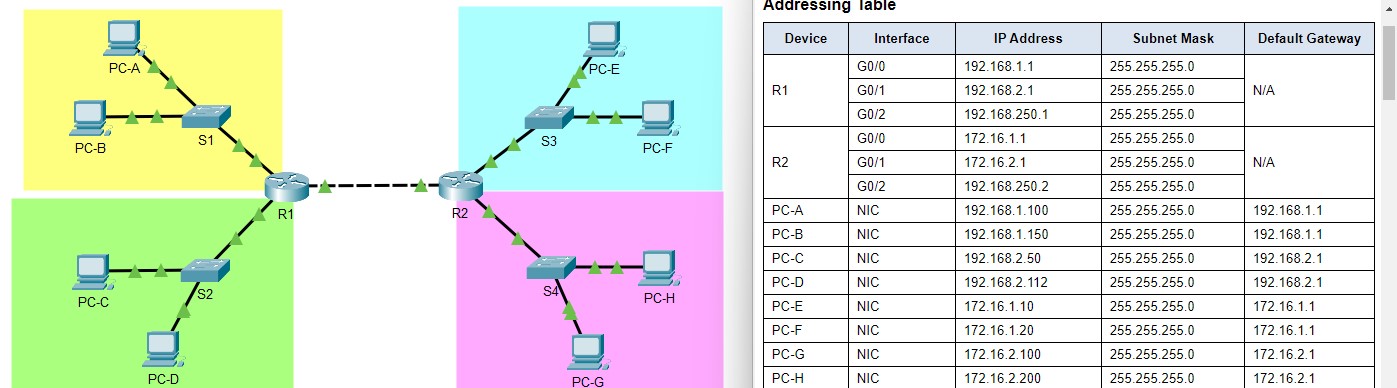 PC-A
PC-B
S1
PC-E
PC-F
S3
R1
R2
PC-C
S2
PC-D
S4
PC-H
PC-G
Addressing Table
Device Interface IP Address Subnet Mask Default Gateway
R1 G0/0 192.168.1.1 255.255.255.0 N/A
G0/1 192.168.2.1 255.255.255.0
G0/2 192.168.250.1 255.255.255.0
R2 G0/0 172.16.1.1 255.255.255.0 N/A
G0/1 172.16.2.1 255.255.255.0
G0/2 192.168.250.2 255.255.255.0
PC-A NIC 192.168.1.100 255.255.255.0 192.168.1.1
PC-B NIC 192.168.1.150 255.255.255.0 192.168.1.1
PC-C NIC 192.168.2.50 255.255.255.0 192.168.2.1
PC-D NIC 192.168.2.112 255.255.255.0 192.168.2.1
PC-E NIC 172.16.1.10 255.255.255.0 172.16.1.1
PC-F NIC 172.16.1.20 255.255.255.0 172.16.1.1
PC-G NIC 172.16.2.100 255.255.255.0 172.16.2.1
PC-H NIC 172.16.2.200 255.255.255.0 172.16.2.1